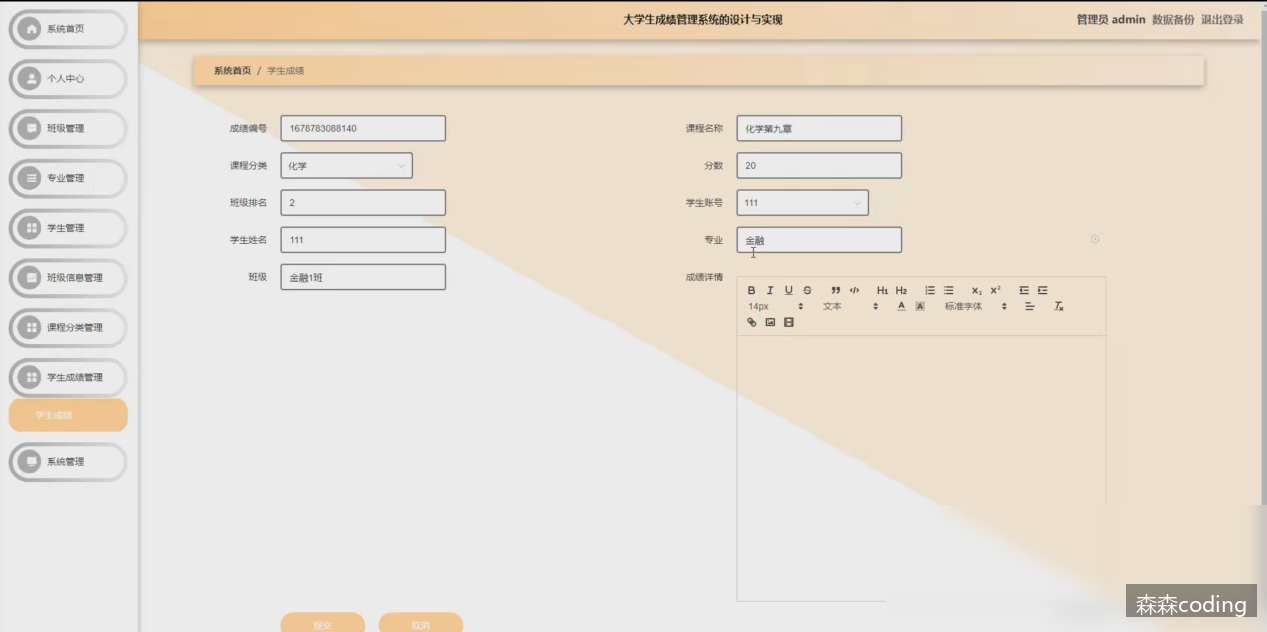 大学生成绩管理系统的设计与实现
管理员 admin 数据备份 退出登录
系统首页
个人中心
班级管理
专业管理
学生管理
班级信息管理
课程分类管理
学生成绩管理
学生成绩
系统管理
系统首页 / 学生成绩
成绩编号 1678783088140 课程名称 化学第九章
课程分类 化学 分数 20
班级排名 2 学生账号 111
学生姓名 111 专业 金融
班级 金融1班 成绩详情
B I U S H1 H2 X2 X2
14px 文本 A A 标准字体 Tx
提交 取消
森森coding